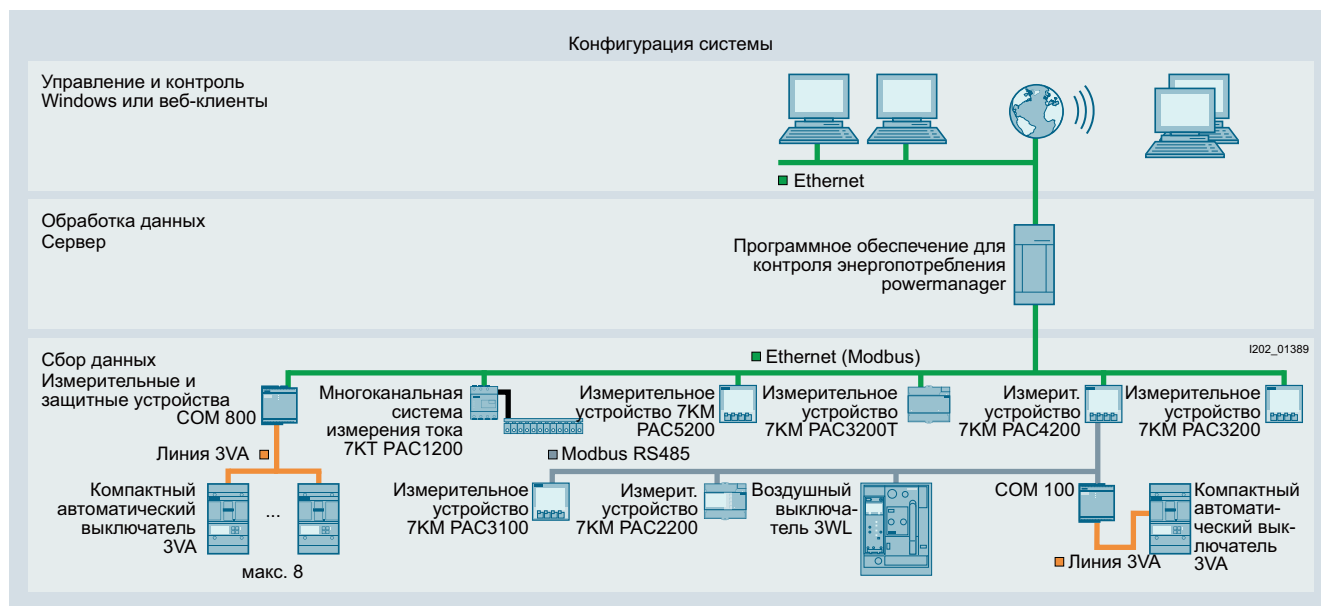 Конфигурация системы
Управление и контроль
Windows или веб-клиенты
Ethernet
Обработка данных
Сервер
Программное обеспечение для
контроля энергопотребления
powermanager
I202_01389
Сбор данных
Измерительные и
защитные устройства
COM 800
Ethernet (Modbus)
Многоканальная
система
измерения тока
7KT PAC1200
Измерительное
устройство 7KM
PAC5200
Измерительное
устройство
7KM PAC3200T
Измерит.
устройство
7KM PAC4200
Измерительное
устройство
7KM PAC3200
Линия 3VA
Modbus RS485
Компактный
автоматический
выключатель
3VA
...
макс. 8
Измерительное
устройство
7KM PAC3100
Измерит.
устройство
7KM PAC2200
Воздушный
выключа-
тель 3WL
COM 100
Компактный
автомати-
ческий вык-
лючатель
3VA
Линия 3VA